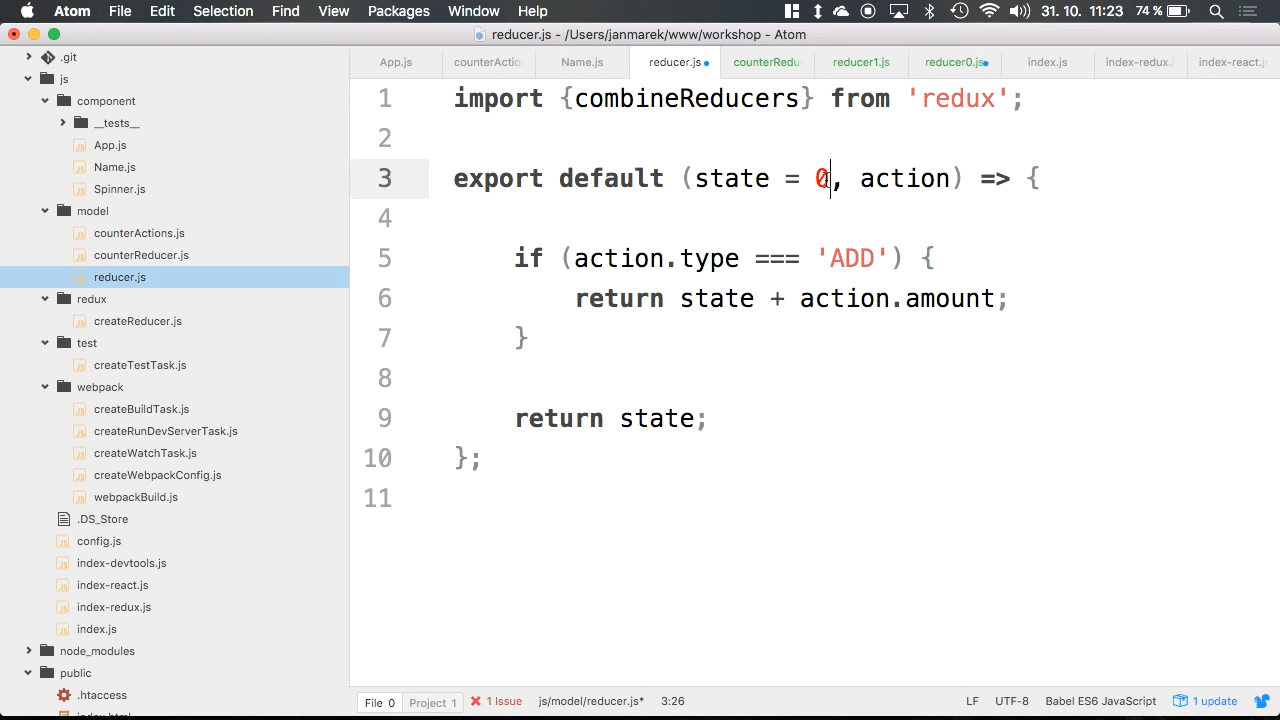 Atom File Edit Selection Find View Packages Window Help 31. 10. 11:23 74 %
reducer.js - /Users/janmarek/www/workshop - Atom
.git
js
component
__tests__
App.js
Name.js
Spinner.js
model
counterActions.js
counterReducer.js
reducer.js
redux
createReducer.js
test
createTestTask.js
webpack
createBuildTask.js
createRunDevServerTask.js
createWatchTask.js
createWebpackConfig.js
webpackBuild.js
.DS_Store
config.js
index-devtools.js
index-react.js
index-redux.js
index.js
node_modules
public
.htaccess
index.html
App.js counterActio Name.js reducer.js counterRedu reducer1.js reducer0.js index.js index-redux. index-react.j
1 import {combineReducers} from 'redux';
2
3 export default (state = 0, action) => {
4
5 if (action.type === 'ADD') {
6 return state + action.amount;
7 }
8
9 return state;
10 };
11
File 0 Project 1 1 Issue js/model/reducer.js* 3:26 LF UTF-8 Babel ES6 JavaScript 1 update